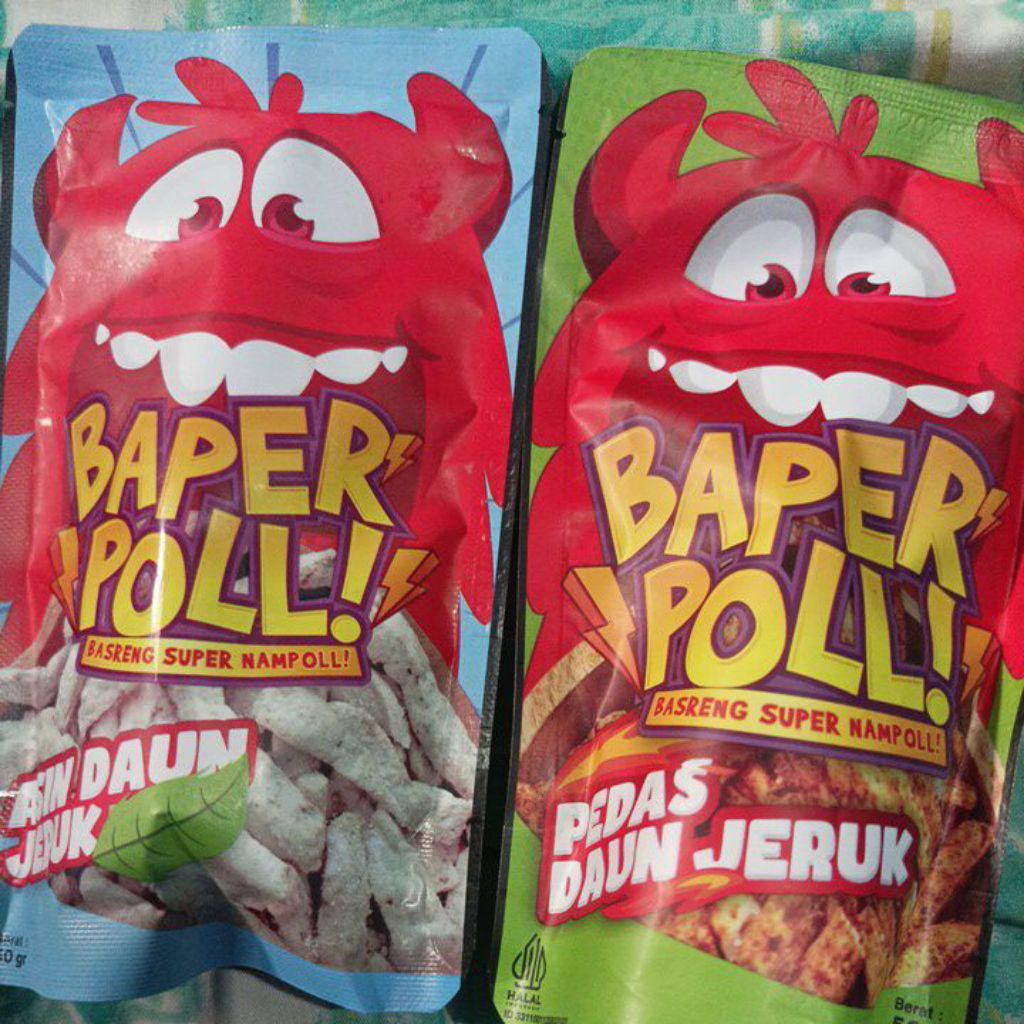 BAPER
POLL!
BASRENG SUPER NAMPOLL!
ASIN DAUN
JERUK
BAPER
POLL!
BASRENG SUPER NAMPOLL!
PEDAS
DAUN JERUK
HALAL
Berat :